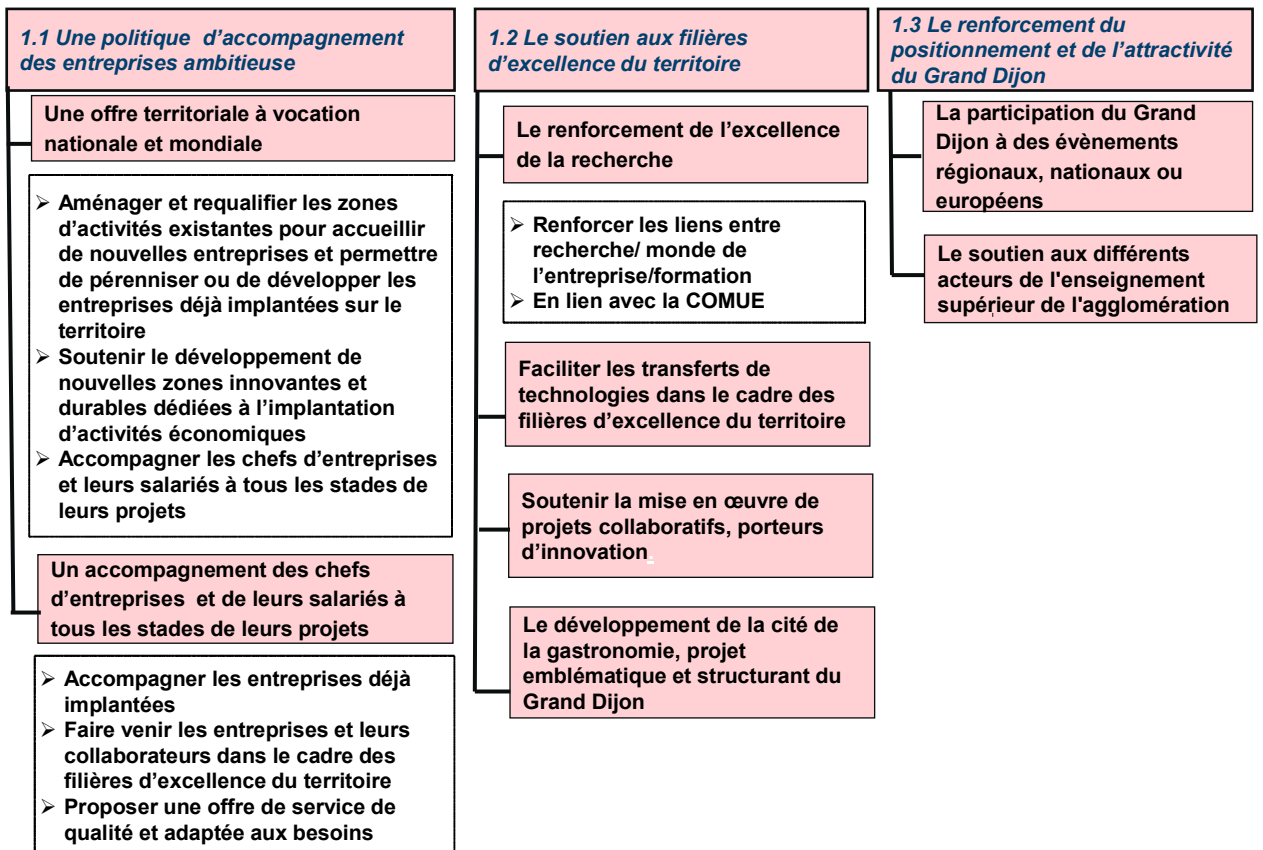 1.1 Une politique d’accompagnement
des entreprises ambitieuse
Une offre territoriale à vocation
nationale et mondiale
➢ Aménager et requalifier les zones
d’activités existantes pour accueillir
de nouvelles entreprises et permettre
de pérenniser ou de développer les
entreprises déjà implantées sur le
territoire
➢ Soutenir le développement de
nouvelles zones innovantes et
durables dédiées à l’implantation
d’activités économiques
➢ Accompagner les chefs d’entreprises
et leurs salariés à tous les stades de
leurs projets
Un accompagnement des chefs
d’entreprises et de leurs salariés à
tous les stades de leurs projets
➢ Accompagner les entreprises déjà
implantées
➢ Faire venir les entreprises et leurs
collaborateurs dans le cadre des
filières d’excellence du territoire
➢ Proposer une offre de service de
qualité et adaptée aux besoins
1.2 Le soutien aux filières
d’excellence du territoire
Le renforcement de l’excellence
de la recherche
➢ Renforcer les liens entre
recherche/ monde de
l’entreprise/formation
➢ En lien avec la COMUE
Faciliter les transferts de
technologies dans le cadre des
filières d’excellence du territoire
Soutenir la mise en œuvre de
projets collaboratifs, porteurs
d’innovation.
Le développement de la cité de
la gastronomie, projet
emblématique et structurant du
Grand Dijon
1.3 Le renforcement du
positionnement et de l’attractivité
du Grand Dijon
La participation du Grand
Dijon à des évènements
régionaux, nationaux ou
européens
Le soutien aux différents
acteurs de l'enseignement
supérieur de l'agglomération